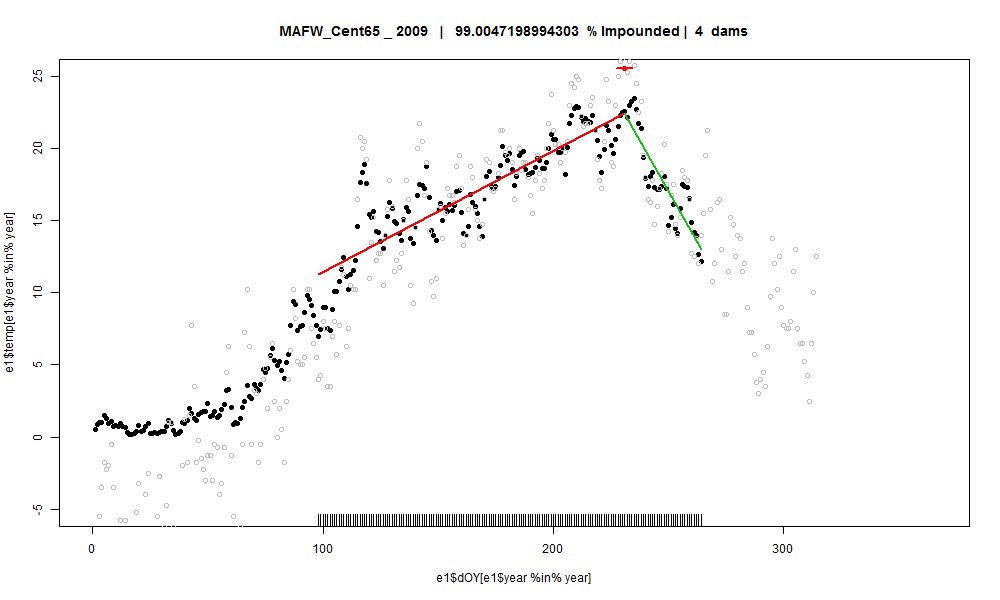 MAFW_Cent65 _ 2009 | 99.0047198994303 % Impounded | 4 dams
e1$temp[e1$year %in% year]
25
20
15
10
5
0
-5
0 100 200 300
e1$dOY[e1$year %in% year]